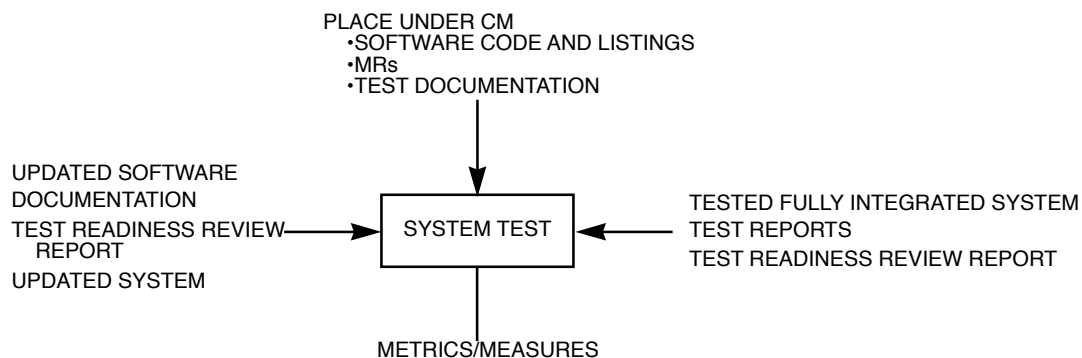 PLACE UNDER CM
•SOFTWARE CODE AND LISTINGS
•MRs
•TEST DOCUMENTATION
UPDATED SOFTWARE
DOCUMENTATION
TEST READINESS REVIEW
REPORT
UPDATED SYSTEM
SYSTEM TEST
TESTED FULLY INTEGRATED SYSTEM
TEST REPORTS
TEST READINESS REVIEW REPORT
METRICS/MEASURES